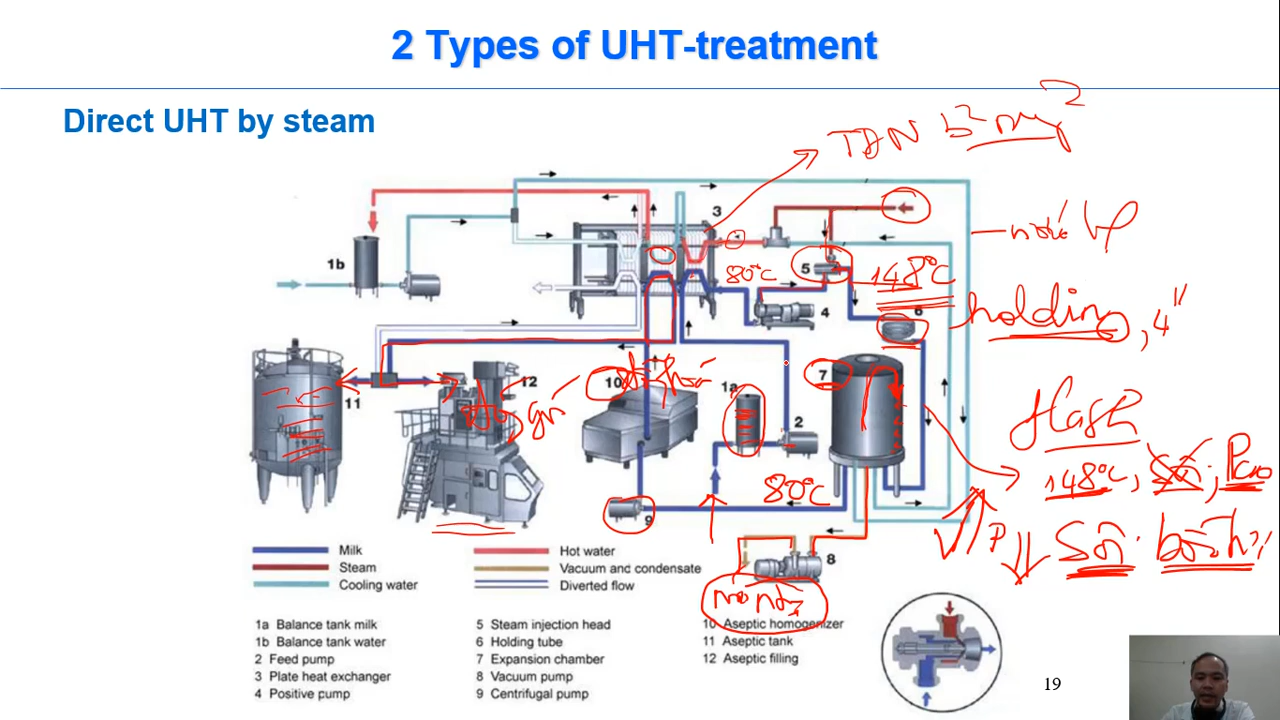 2 Types of UHT-treatment
Direct UHT by steam
TĐN
3
1b
5
80°C
148°C
4
6
holding, 4"
7
11
12
10
1a
2
flash
148°C, sôi; P cao
80°C
9
P
sôi
8
Milk
Steam
Cooling water
Hot water
Vacuum and condensate
Diverted flow
1a Balance tank milk
1b Balance tank water
2 Feed pump
3 Plate heat exchanger
4 Positive pump
5 Steam injection head
6 Holding tube
7 Expansion chamber
8 Vacuum pump
9 Centrifugal pump
10 Aseptic homogenizer
11 Aseptic tank
12 Aseptic filling
19